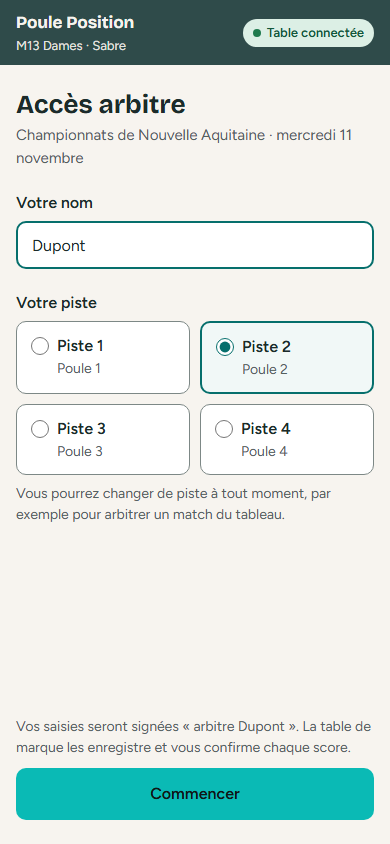 Poule Position
M13 Dames · Sabre
Table connectée
Accès arbitre
Championnats de Nouvelle Aquitaine · mercredi 11
novembre
Votre nom
Dupont
Votre piste
Piste 1
Poule 1
Piste 2
Poule 2
Piste 3
Poule 3
Piste 4
Poule 4
Vous pourrez changer de piste à tout moment, par
exemple pour arbitrer un match du tableau.
Vos saisies seront signées « arbitre Dupont ». La table de
marque les enregistre et vous confirme chaque score.
Commencer